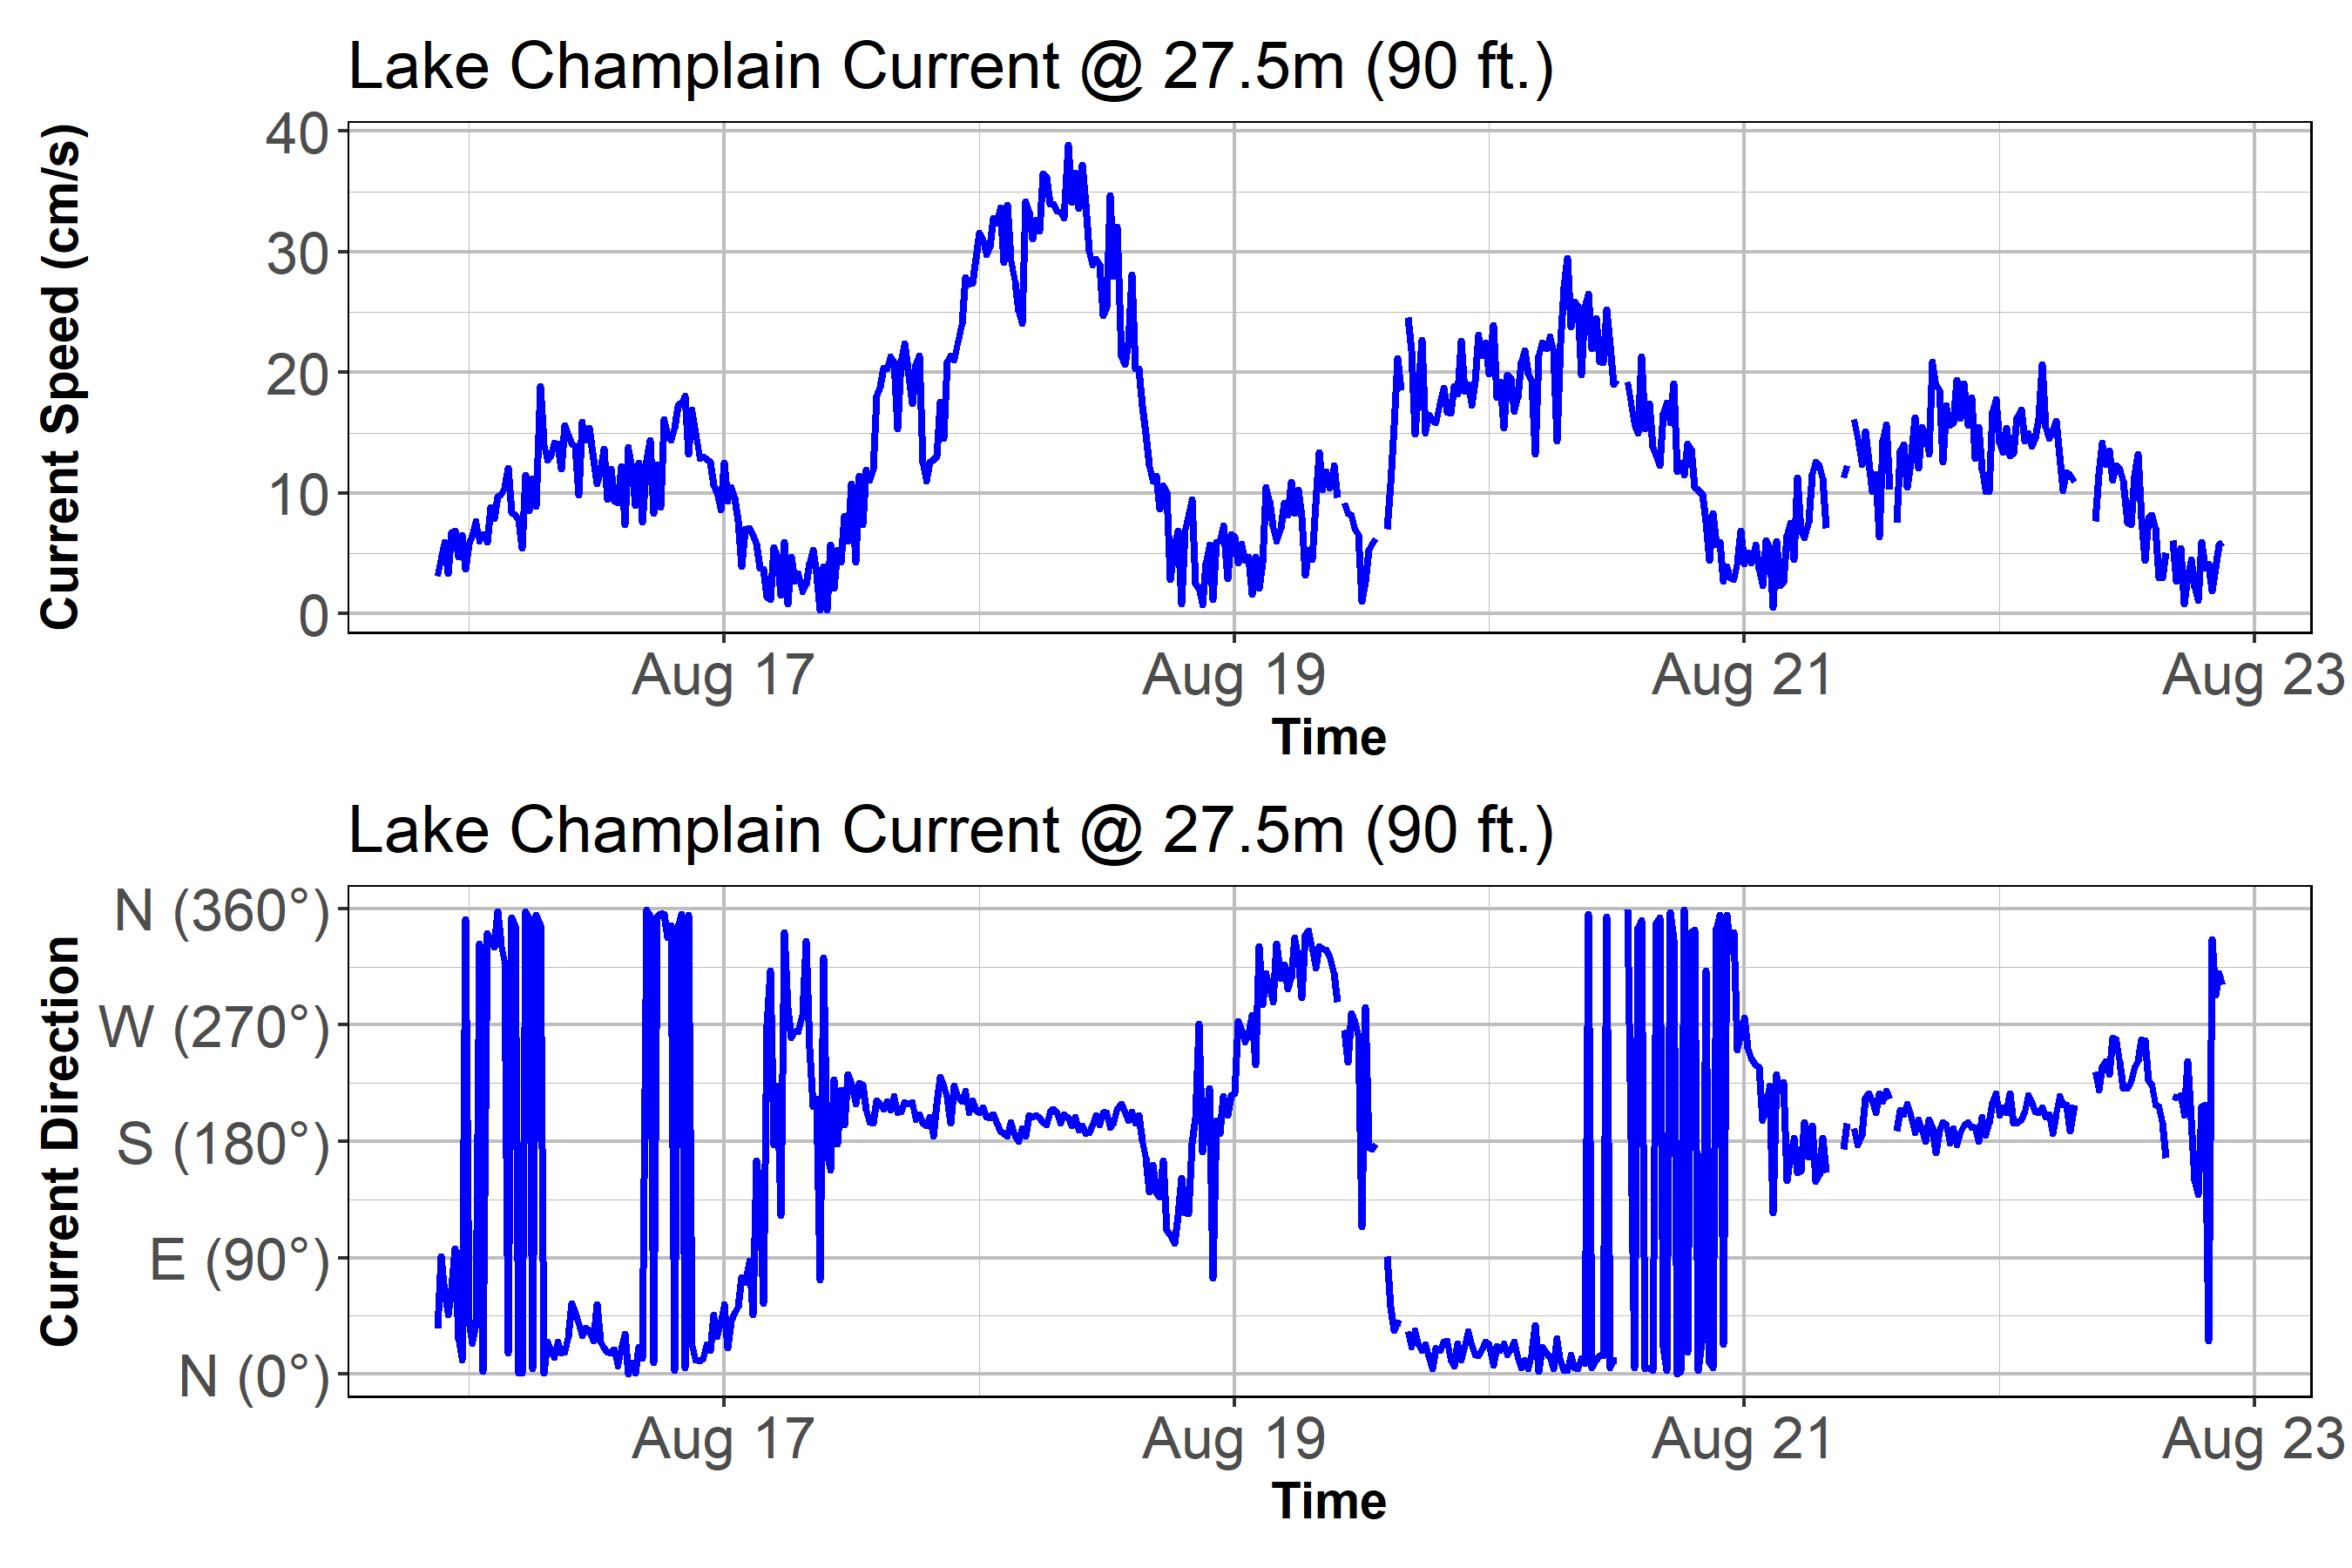 Lake Champlain Current @ 27.5m (90 ft.)
Current Speed (cm/s)
40
30
20
10
0
Aug 17 Aug 19 Aug 21 Aug 23
Time
Lake Champlain Current @ 27.5m (90 ft.)
Current Direction
N (360°)
W (270°)
S (180°)
E (90°)
N (0°)
Aug 17 Aug 19 Aug 21 Aug 23
Time